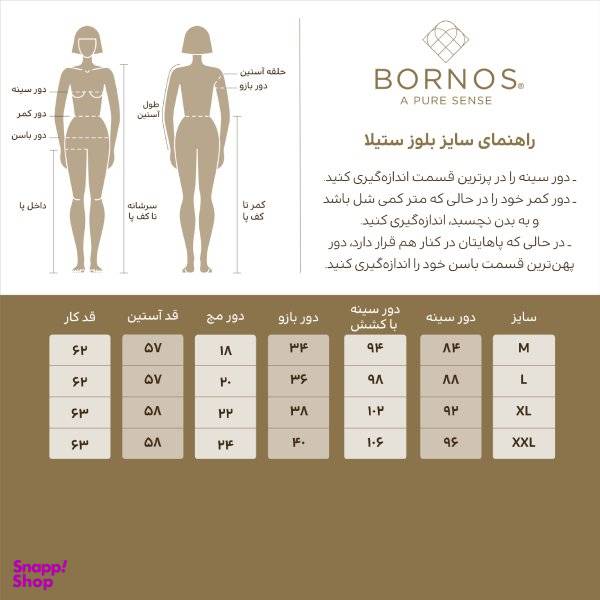 BORNOS®
A PURE SENSE
راهنمای سایز بلوز ستیلا
ـ دور سینه را در پرترین قسمت اندازه‌گیری کنید.
ـ دور کمر خود را در حالی که متر کمی شل باشد
و به بدن نچسبد، اندازه‌گیری کنید.
ـ در حالی که پاهایتان در کنار هم قرار دارد، دور
پهن‌ترین قسمت باسن خود را اندازه‌گیری کنید.
حلقه آستین
دور بازو
طول
آستین
دور سینه
دور کمر
دور باسن
داخل پا
سرشانه
تا کف پا
کمر تا
کف پا
سایز دور سینه دور سینه با کشش دور بازو دور مچ قد آستین قد کار
M ۸۴ ۹۴ ۳۴ ۱۸ ۵۷ ۶۲
L ۸۸ ۹۸ ۳۶ ۲۰ ۵۷ ۶۲
XL ۹۲ ۱۰۲ ۳۸ ۲۲ ۵۸ ۶۳
XXL ۹۶ ۱۰۶ ۴۰ ۲۴ ۵۸ ۶۳
Snapp!
Shop